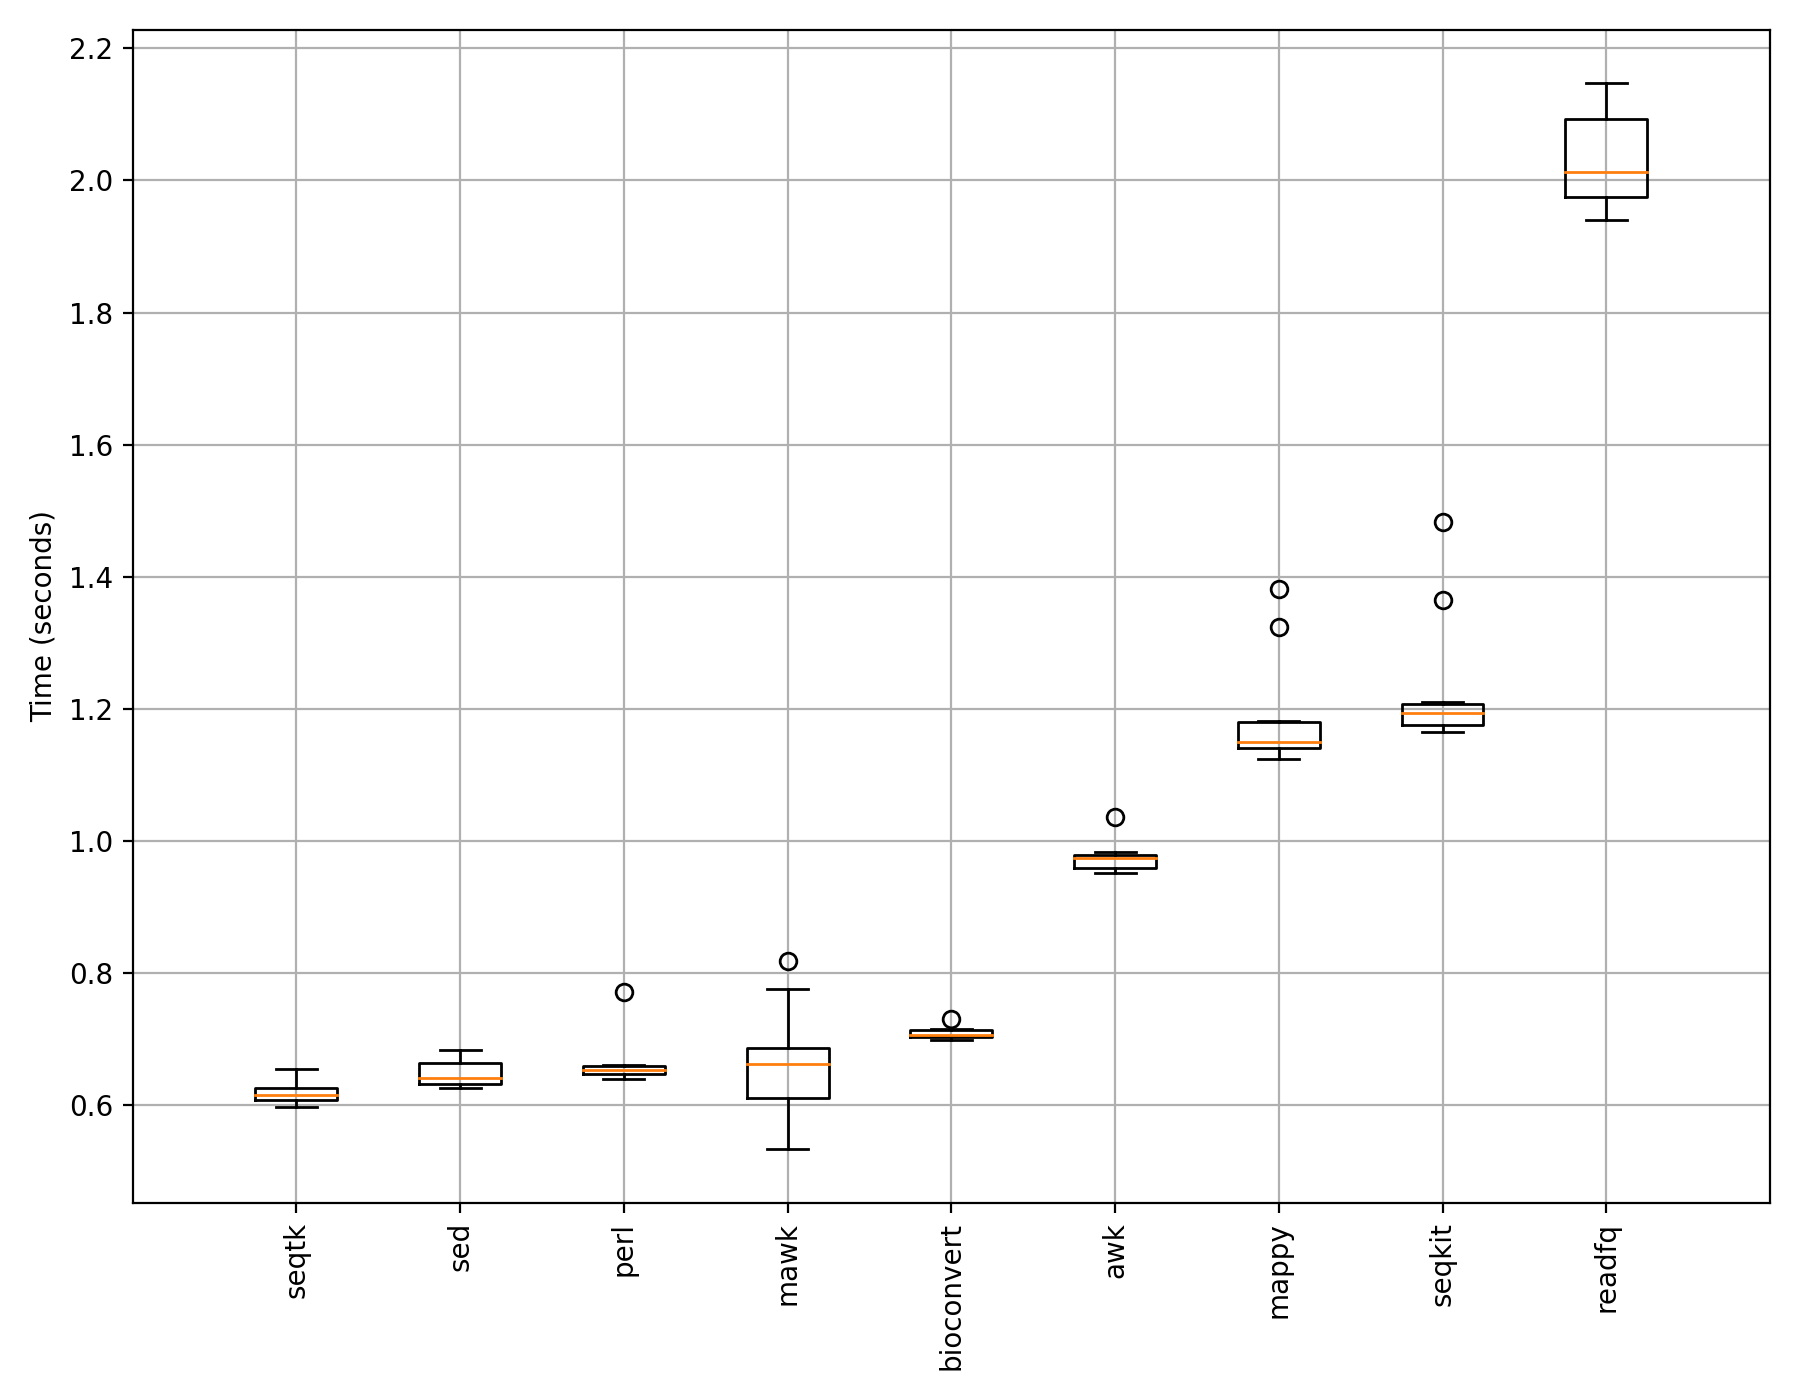 2.2
2.0
1.8
1.6
1.4
1.2
1.0
0.8
0.6
Time (seconds)
seqtk
sed
perl
mawk
bioconvert
awk
mappy
seqkit
readfq